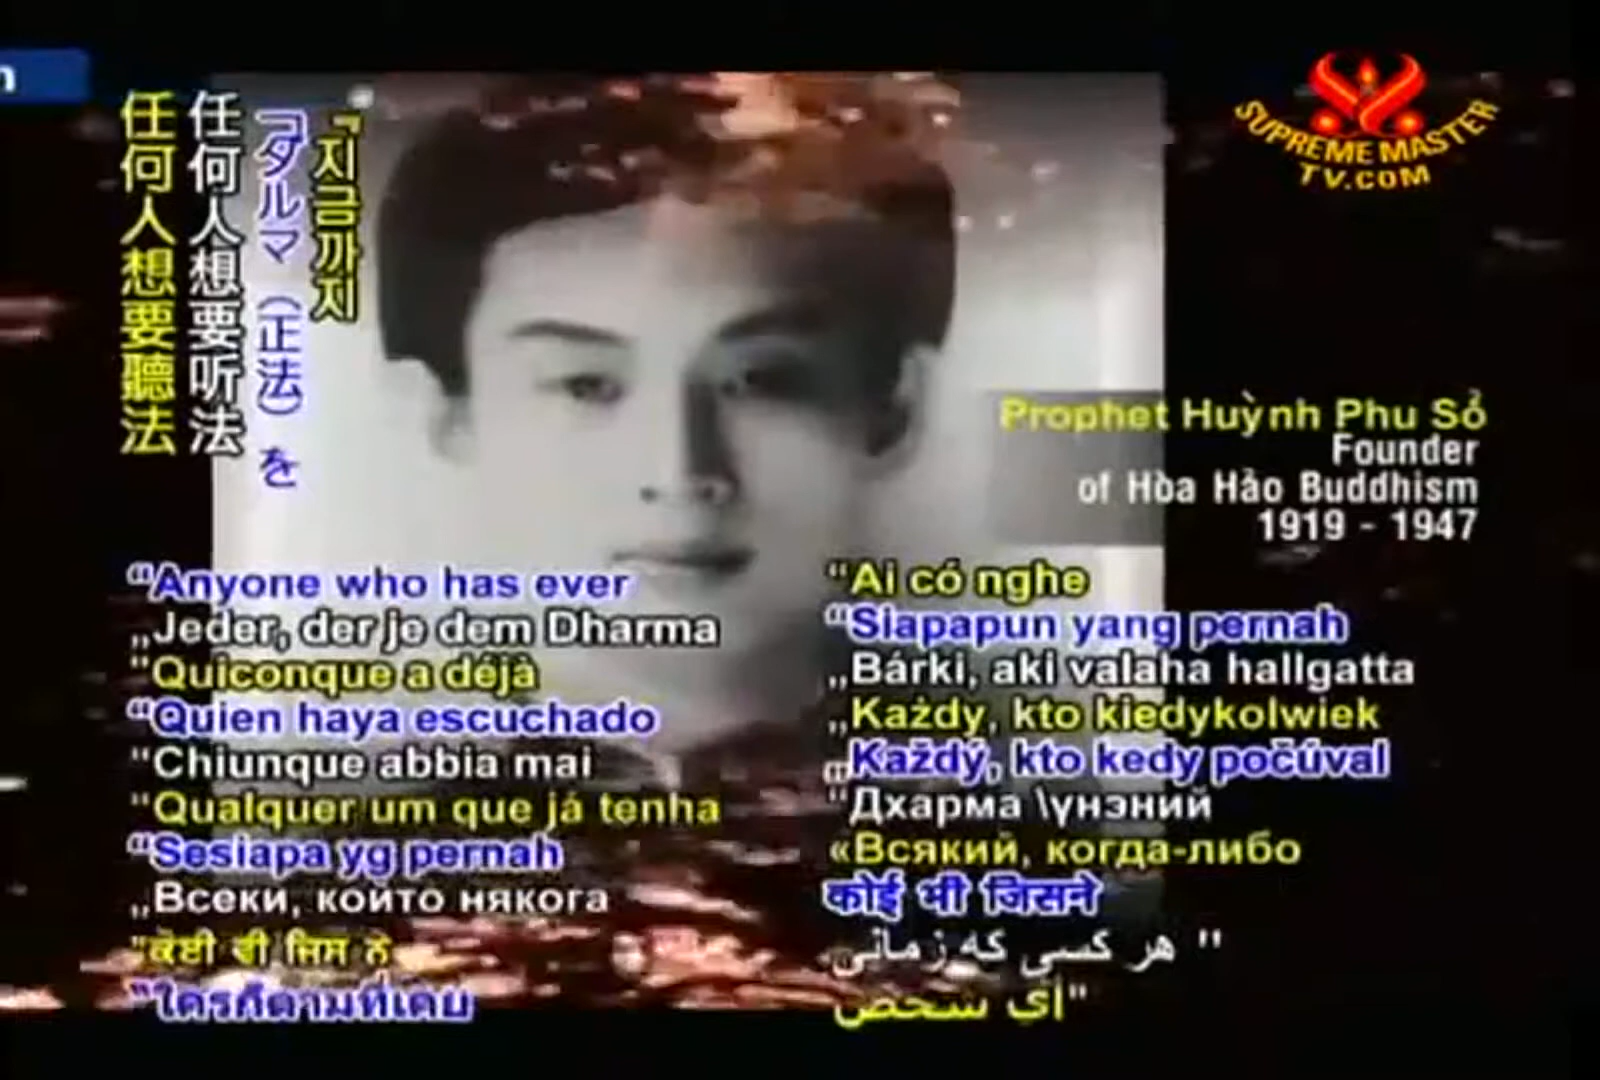 n
SUPREME MASTER
TV.COM
任何人想要聽法
任何人想要听法
「ダルマ（正法）を
『지금까지
Prophet Huỳnh Phu Sổ
Founder
of Hòa Hảo Buddhism
1919 - 1947
“Anyone who has ever
„Jeder, der je dem Dharma
"Quiconque a déjà
“Quien haya escuchado
"Chiunque abbia mai
"Qualquer um que já tenha
“Sesiapa yg pernah
„Всеки, който някога
"ਕੋਈ ਵੀ ਜਿਸ ਨੇ
"ใครก็ตามที่เคย
“Ai có nghe
“Siapapun yang pernah
„Bárki, aki valaha hallgatta
„Każdy, kto kiedykolwiek
„Každý, kto kedy počúval
"Дхарма \үнэний
«Всякий, когда-либо
कोई भी जिसने
" هر کسی که زمانی
"أي شخص